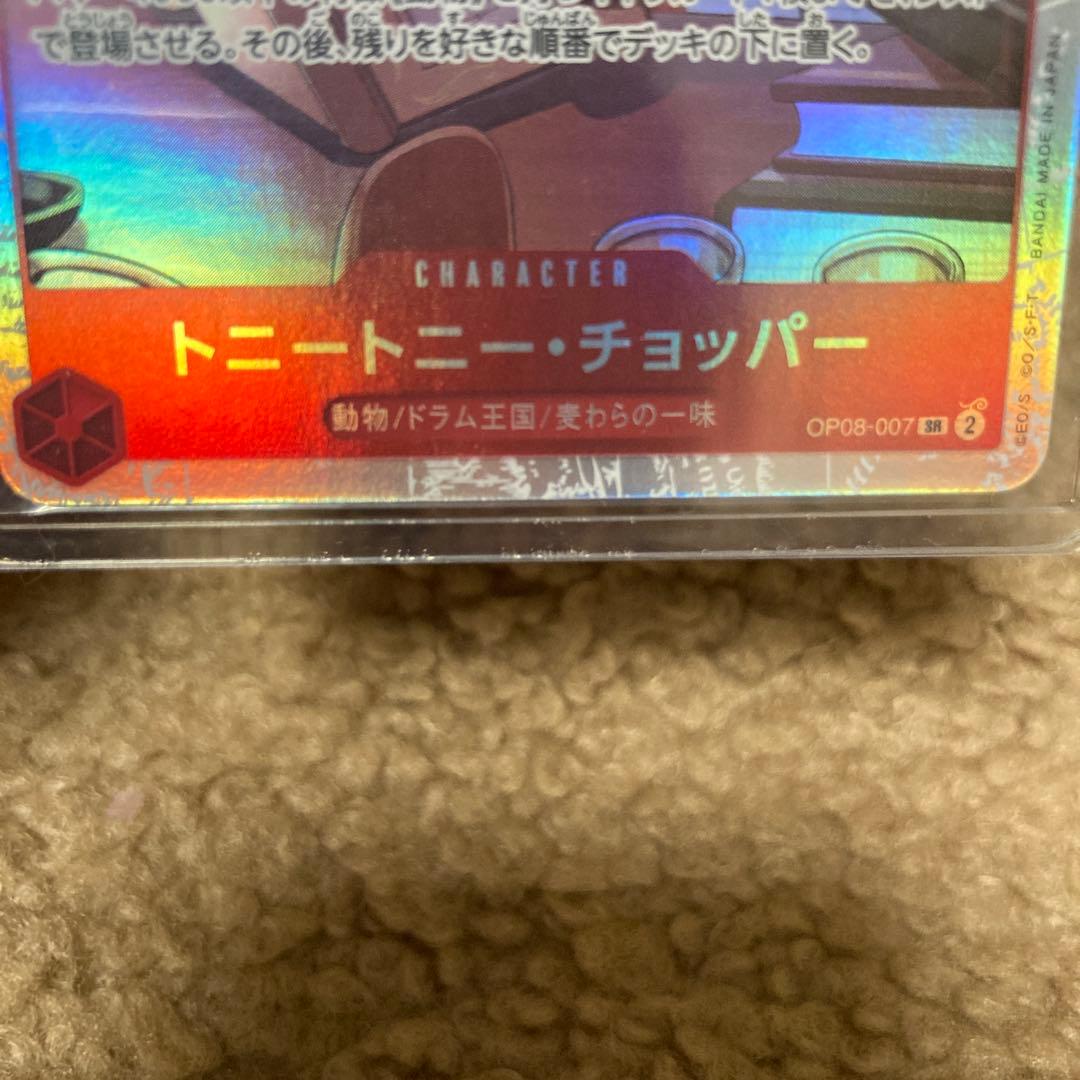 で登場させる。その後、残りを好きな順番でデッキの下に置く。
CHARACTER
トニートニー・チョッパー
動物/ドラム王国/麦わらの一味
OP08-007 SR 2
©E.O/S ©O/S・F・T BANDAI MADE IN JAPAN